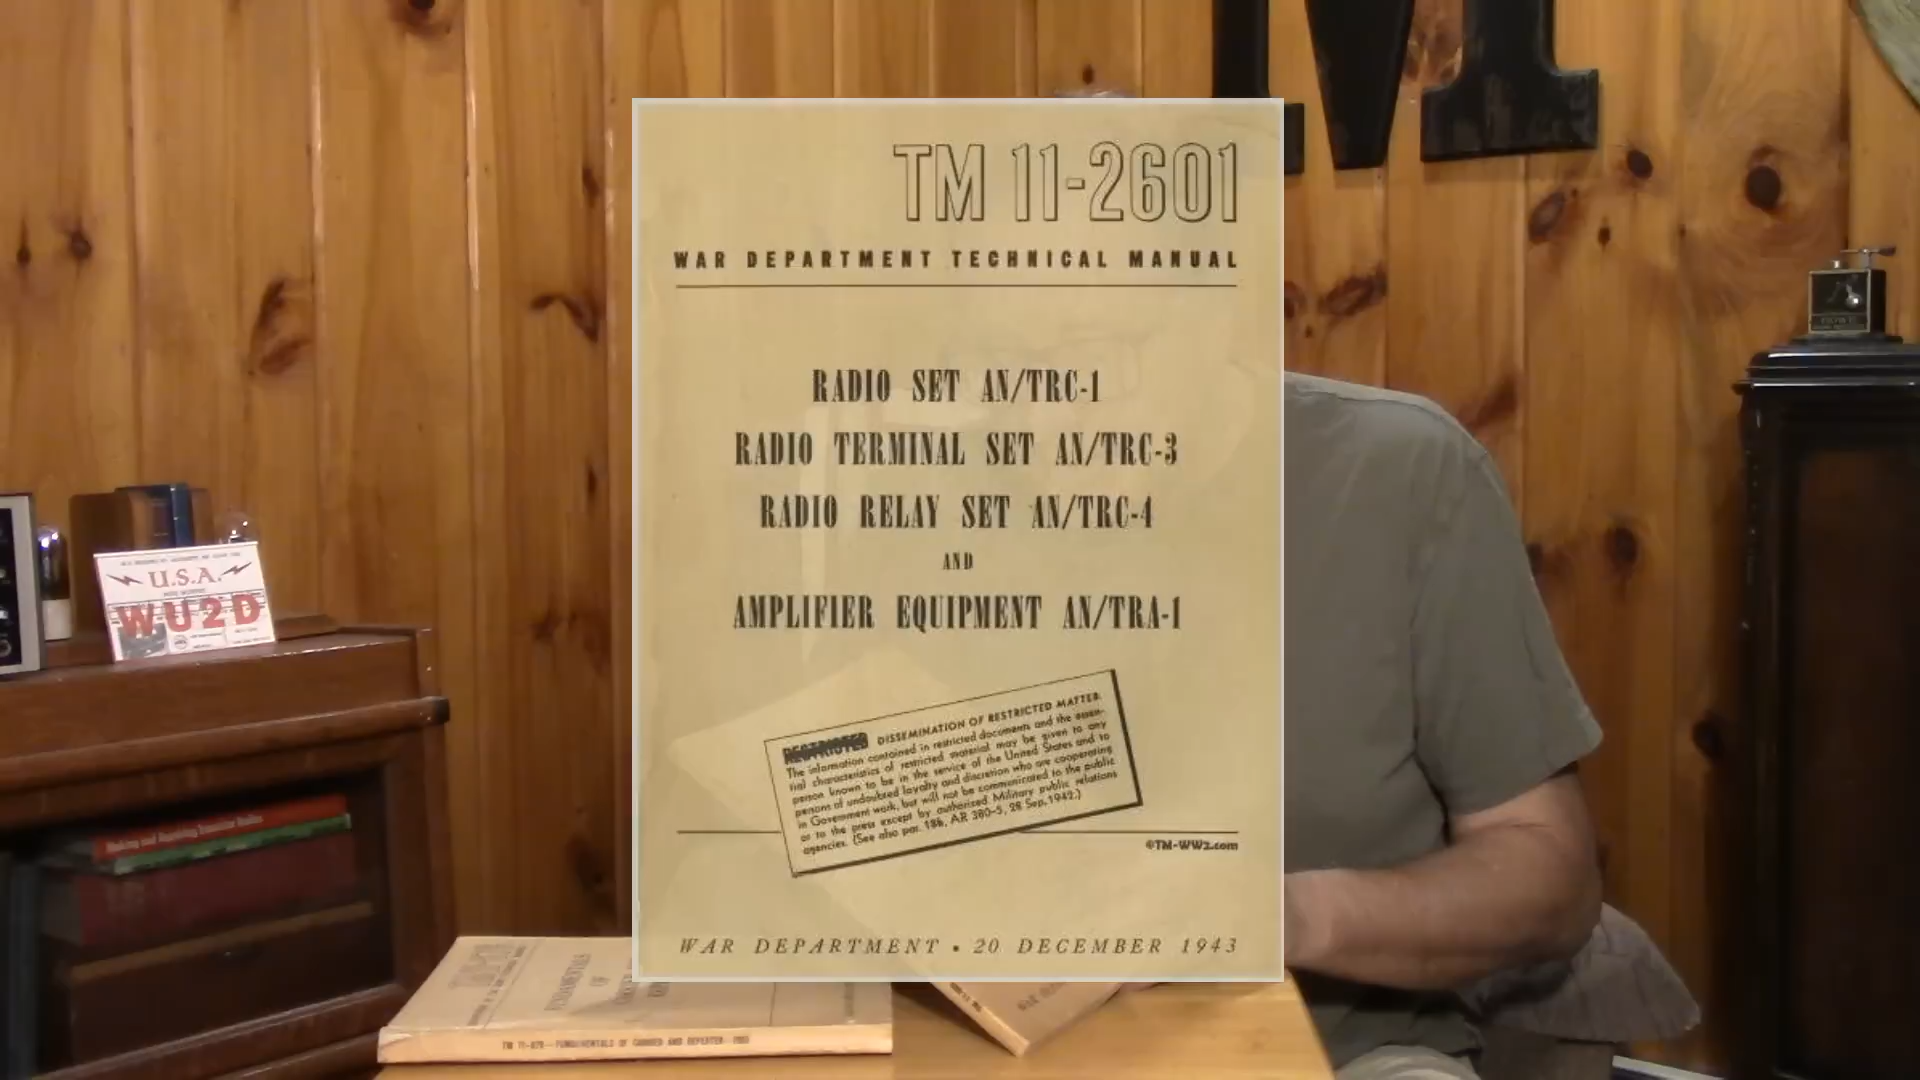 TM 11-2601
WAR DEPARTMENT TECHNICAL MANUAL
RADIO SET AN/TRC-1
RADIO TERMINAL SET AN/TRC-3
RADIO RELAY SET AN/TRC-4
AND
AMPLIFIER EQUIPMENT AN/TRA-1
RESTRICTED DISSEMINATION OF RESTRICTED MATTER.
The information contained in restricted documents and the essen-
tial characteristics of restricted material may be given to any
person known to be in the service of the United States and to
persons of undoubted loyalty and discretion who are cooperating
in Government work, but will not be communicated to the public
or to the press except by authorized Military public relations
agencies. (See also par. 18b, AR 380-5, 28 Sep. 1942.)
©TM-WW2.com
WAR DEPARTMENT • 20 DECEMBER 1943
U.S.A.
WU2D
FUNDAMENTALS
OF